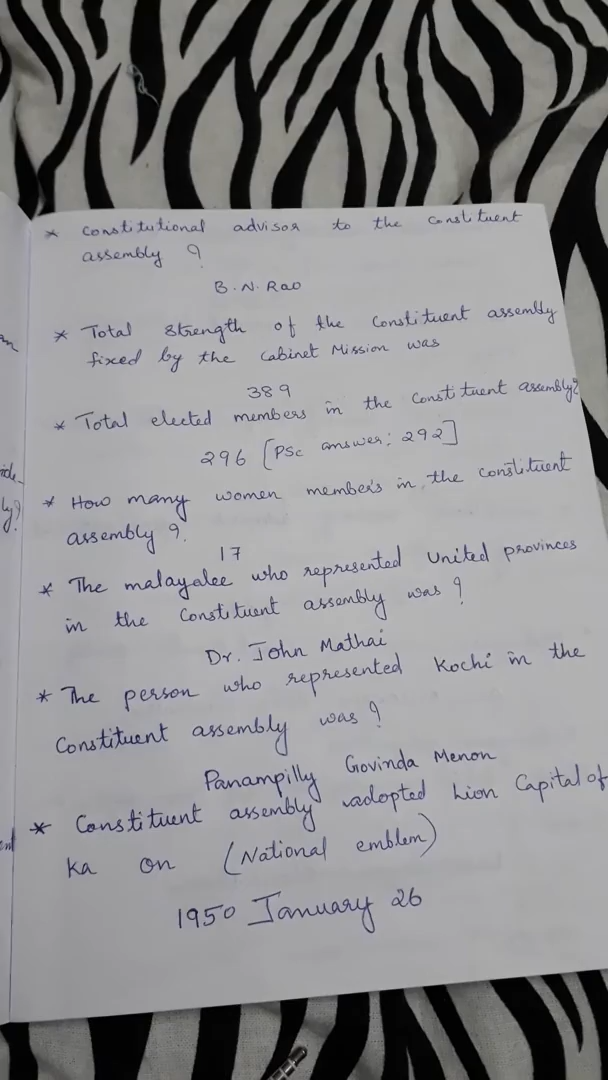 * Constitutional advisor to the Constituent
assembly ?
B.N. Rao
* Total strength of the Constituent assembly
fixed by the Cabinet Mission was
389
* Total elected members in the Constituent assembly?
296 [PSC answer: 292]
* How many women members in the constituent
assembly ?
17
* The malayalee who represented United provinces
in the Constituent assembly was ?
Dr. John Mathai
* The person who represented Kochi in the
Constituent assembly was ?
Panampilly Govinda Menon
* Constituent assembly adopted Lion Capital of
ka on (National emblem)
1950 January 26